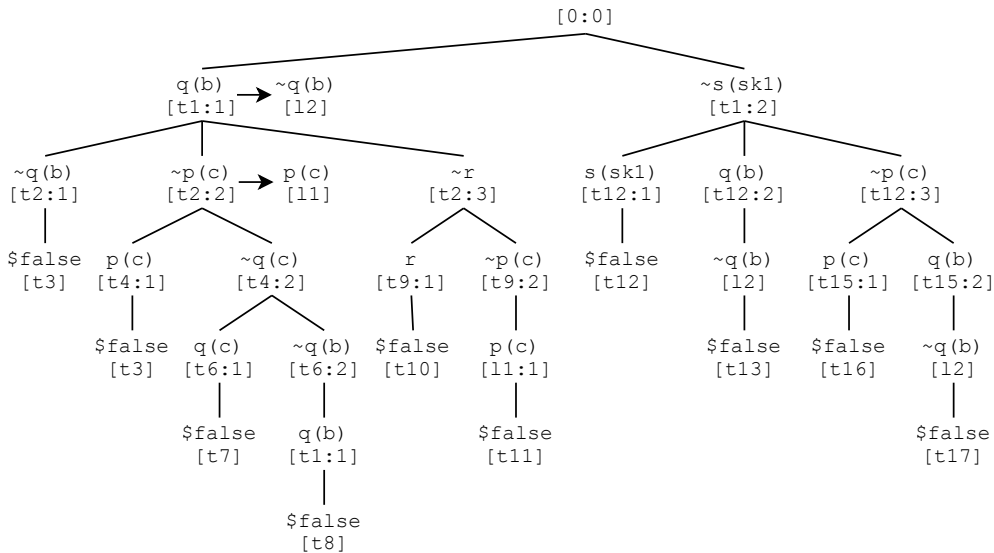 [0:0]
q(b) ~q(b) ~s(sk1)
[t1:1] [l2] [t1:2]
~q(b) ~p(c) p(c) ~r s(sk1) q(b) ~p(c)
[t2:1] [t2:2] [l1] [t2:3] [t12:1] [t12:2] [t12:3]
$false p(c) ~q(c) r ~p(c) $false ~q(b) p(c) q(b)
[t3] [t4:1] [t4:2] [t9:1] [t9:2] [t12] [l2] [t15:1] [t15:2]
$false q(c) ~q(b) $false p(c) $false $false ~q(b)
[t3] [t6:1] [t6:2] [t10] [l1:1] [t13] [t16] [l2]
$false q(b) $false $false
[t7] [t1:1] [t11] [t17]
$false
[t8]